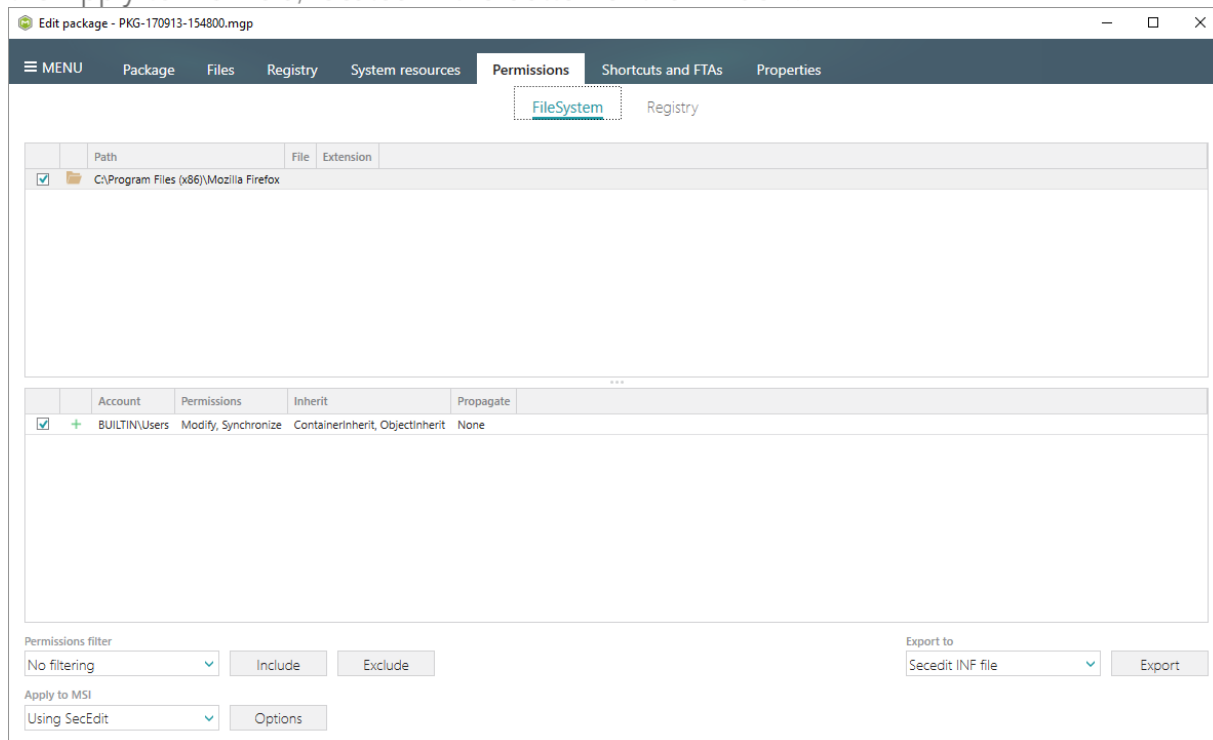 Edit package - PKG-170913-154800.mgp
MENU Package Files Registry System resources Permissions Shortcuts and FTAs Properties
FileSystem Registry
Path File Extension
C:\Program Files (x86)\Mozilla Firefox
Account Permissions Inherit Propagate
BUILTIN\Users Modify, Synchronize ContainerInherit, ObjectInherit None
Permissions filter Export to
No filtering Include Exclude Secedit INF file Export
Apply to MSI
Using SecEdit Options